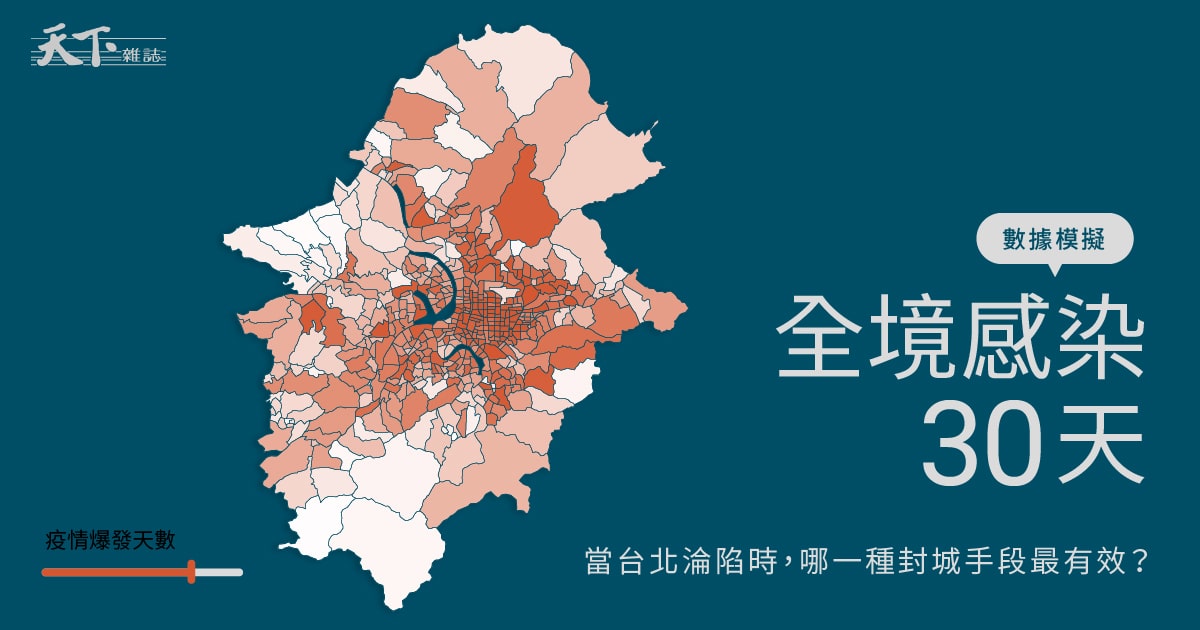 天下雜誌
數據模擬
全境感染
30天
疫情爆發天數
當台北淪陷時，哪一種封城手段最有效？